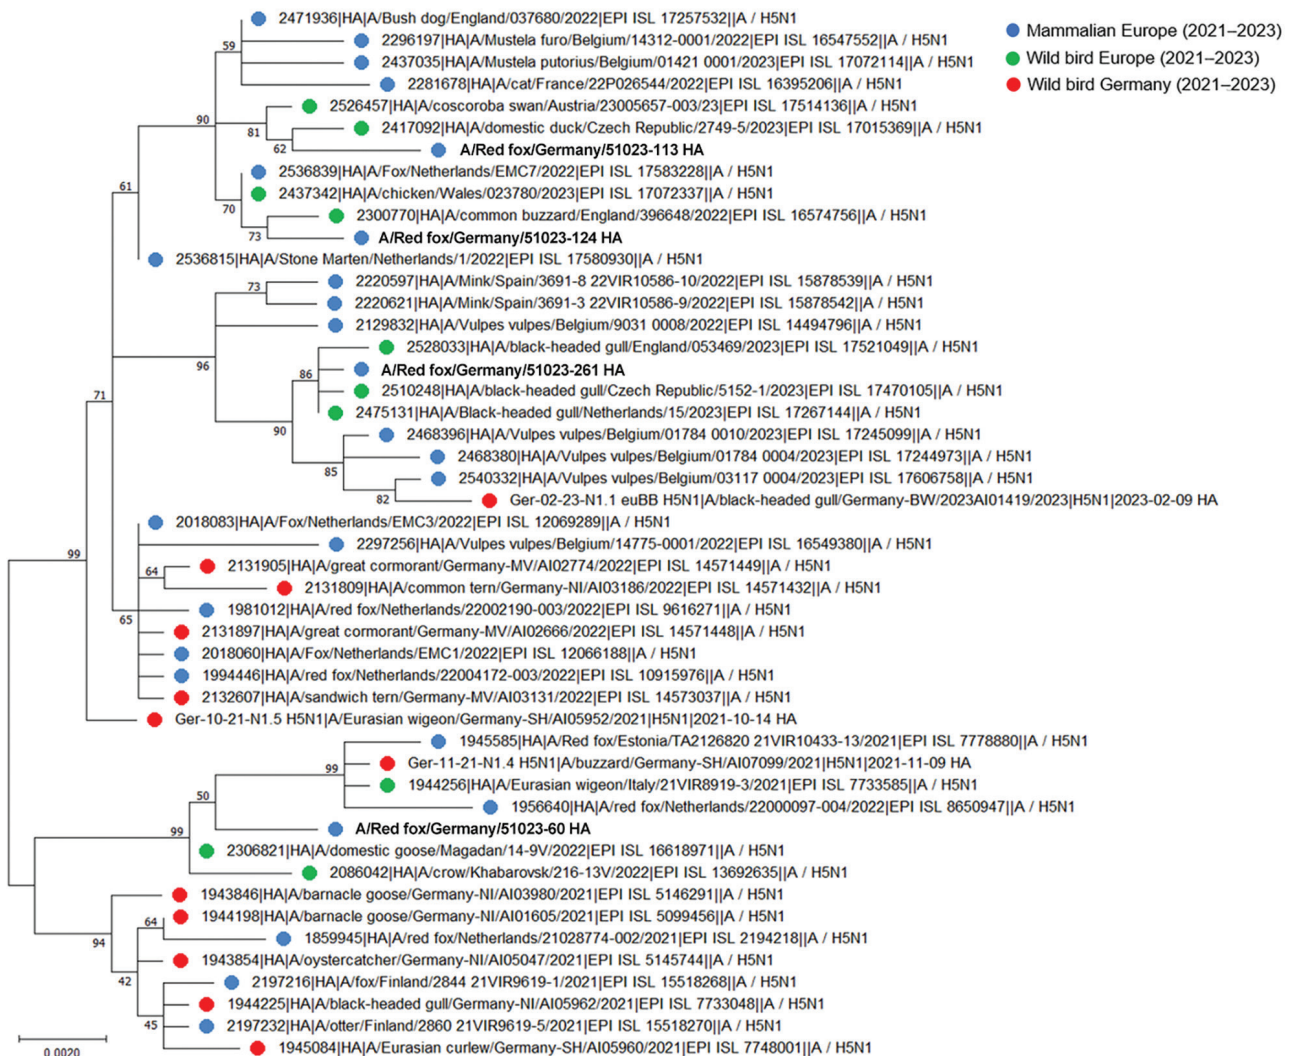 2471936|HA|A/Bush dog/England/037680/2022|EPI ISL 17257532||A / H5N1
Mammalian Europe (2021–2023)
59
2296197|HA|A/Mustela furo/Belgium/14312-0001/2022|EPI ISL 16547552||A / H5N1
Wild bird Europe (2021–2023)
2437035|HA|A/Mustela putorius/Belgium/01421 0001/2023|EPI ISL 17072114||A / H5N1
Wild bird Germany (2021–2023)
2281678|HA|A/cat/France/22P026544/2022|EPI ISL 16395206||A / H5N1
2526457|HA|A/coscoroba swan/Austria/23005657-003/23|EPI ISL 17514136||A / H5N1
90
81
2417092|HA|A/domestic duck/Czech Republic/2749-5/2023|EPI ISL 17015369||A / H5N1
62
A/Red fox/Germany/51023-113 HA
2536839|HA|A/Fox/Netherlands/EMC7/2022|EPI ISL 17583228||A / H5N1
61
2437342|HA|A/chicken/Wales/023780/2023|EPI ISL 17072337||A / H5N1
70
2300770|HA|A/common buzzard/England/396648/2022|EPI ISL 16574756||A / H5N1
73
A/Red fox/Germany/51023-124 HA
2536815|HA|A/Stone Marten/Netherlands/1/2022|EPI ISL 17580930||A / H5N1
2220597|HA|A/Mink/Spain/3691-8 22VIR10586-10/2022|EPI ISL 15878539||A / H5N1
73
2220621|HA|A/Mink/Spain/3691-3 22VIR10586-9/2022|EPI ISL 15878542||A / H5N1
2129832|HA|A/Vulpes vulpes/Belgium/9031 0008/2022|EPI ISL 14494796||A / H5N1
2528033|HA|A/black-headed gull/England/053469/2023|EPI ISL 17521049||A / H5N1
96
86
A/Red fox/Germany/51023-261 HA
71
2510248|HA|A/black-headed gull/Czech Republic/5152-1/2023|EPI ISL 17470105||A / H5N1
2475131|HA|A/Black-headed gull/Netherlands/15/2023|EPI ISL 17267144||A / H5N1
90
2468396|HA|A/Vulpes vulpes/Belgium/01784 0010/2023|EPI ISL 17245099||A / H5N1
2468380|HA|A/Vulpes vulpes/Belgium/01784 0004/2023|EPI ISL 17244973||A / H5N1
85
2540332|HA|A/Vulpes vulpes/Belgium/03117 0004/2023|EPI ISL 17606758||A / H5N1
82
Ger-02-23-N1.1 euBB H5N1|A/black-headed gull/Germany-BW/2023AI01419/2023|H5N1|2023-02-09 HA
2018083|HA|A/Fox/Netherlands/EMC3/2022|EPI ISL 12069289||A / H5N1
2297256|HA|A/Vulpes vulpes/Belgium/14775-0001/2022|EPI ISL 16549380||A / H5N1
99
2131905|HA|A/great cormorant/Germany-MV/AI02774/2022|EPI ISL 14571449||A / H5N1
64
2131809|HA|A/common tern/Germany-NI/AI03186/2022|EPI ISL 14571432||A / H5N1
1981012|HA|A/red fox/Netherlands/22002190-003/2022|EPI ISL 9616271||A / H5N1
65
2131897|HA|A/great cormorant/Germany-MV/AI02666/2022|EPI ISL 14571448||A / H5N1
2018060|HA|A/Fox/Netherlands/EMC1/2022|EPI ISL 12066188||A / H5N1
1994446|HA|A/red fox/Netherlands/22004172-003/2022|EPI ISL 10915976||A / H5N1
2132607|HA|A/sandwich tern/Germany-MV/AI03131/2022|EPI ISL 14573037||A / H5N1
Ger-10-21-N1.5 H5N1|A/Eurasian wigeon/Germany-SH/AI05952/2021|H5N1|2021-10-14 HA
1945585|HA|A/Red fox/Estonia/TA2126820 21VIR10433-13/2021|EPI ISL 7778880||A / H5N1
99
Ger-11-21-N1.4 H5N1|A/buzzard/Germany-SH/AI07099/2021|H5N1|2021-11-09 HA
1944256|HA|A/Eurasian wigeon/Italy/21VIR8919-3/2021|EPI ISL 7733585||A / H5N1
50
1956640|HA|A/red fox/Netherlands/22000097-004/2022|EPI ISL 8650947||A / H5N1
99
A/Red fox/Germany/51023-60 HA
2306821|HA|A/domestic goose/Magadan/14-9V/2022|EPI ISL 16618971||A / H5N1
2086042|HA|A/crow/Khabarovsk/216-13V/2022|EPI ISL 13692635||A / H5N1
1943846|HA|A/barnacle goose/Germany-NI/AI03980/2021|EPI ISL 5146291||A / H5N1
64
1944198|HA|A/barnacle goose/Germany-NI/AI01605/2021|EPI ISL 5099456||A / H5N1
94
1859945|HA|A/red fox/Netherlands/21028774-002/2021|EPI ISL 2194218||A / H5N1
1943854|HA|A/oystercatcher/Germany-NI/AI05047/2021|EPI ISL 5145744||A / H5N1
42
2197216|HA|A/fox/Finland/2844 21VIR9619-1/2021|EPI ISL 15518268||A / H5N1
1944225|HA|A/black-headed gull/Germany-NI/AI05962/2021|EPI ISL 7733048||A / H5N1
45
2197232|HA|A/otter/Finland/2860 21VIR9619-5/2021|EPI ISL 15518270||A / H5N1
1945084|HA|A/Eurasian curlew/Germany-SH/AI05960/2021|EPI ISL 7748001||A / H5N1
0.0020